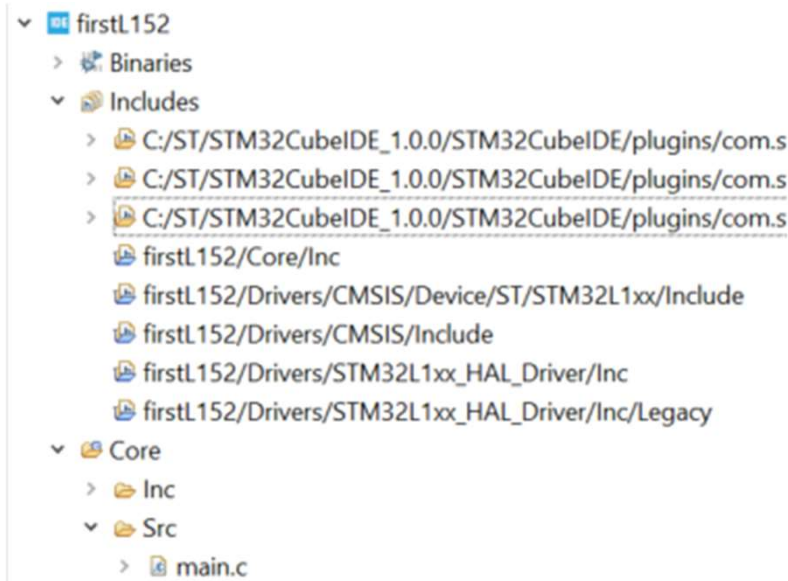 IDE firstL152
Binaries
Includes
C:/ST/STM32CubeIDE_1.0.0/STM32CubeIDE/plugins/com.s
C:/ST/STM32CubeIDE_1.0.0/STM32CubeIDE/plugins/com.s
C:/ST/STM32CubeIDE_1.0.0/STM32CubeIDE/plugins/com.s
firstL152/Core/Inc
firstL152/Drivers/CMSIS/Device/ST/STM32L1xx/Include
firstL152/Drivers/CMSIS/Include
firstL152/Drivers/STM32L1xx_HAL_Driver/Inc
firstL152/Drivers/STM32L1xx_HAL_Driver/Inc/Legacy
Core
Inc
Src
main.c